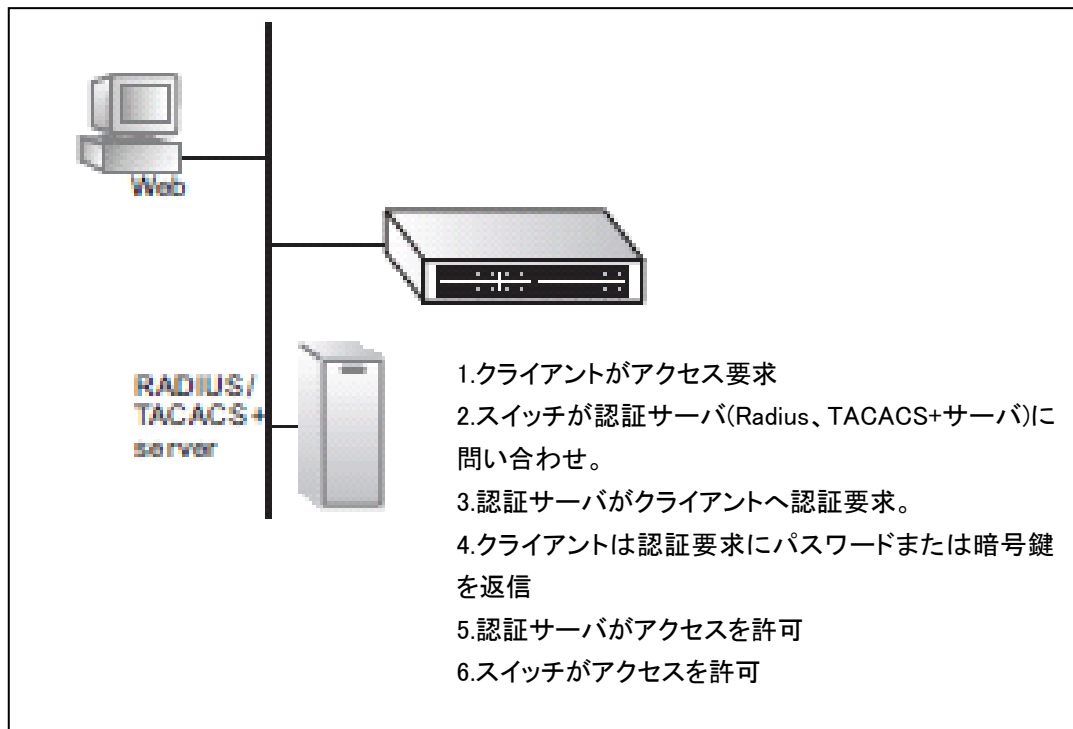 Web
RADIUS/
TACACS+
server
1.クライアントがアクセス要求
2.スイッチが認証サーバ(Radius、TACACS+サーバ)に
問い合わせ。
3.認証サーバがクライアントへ認証要求。
4.クライアントは認証要求にパスワードまたは暗号鍵
を返信
5.認証サーバがアクセスを許可
6.スイッチがアクセスを許可